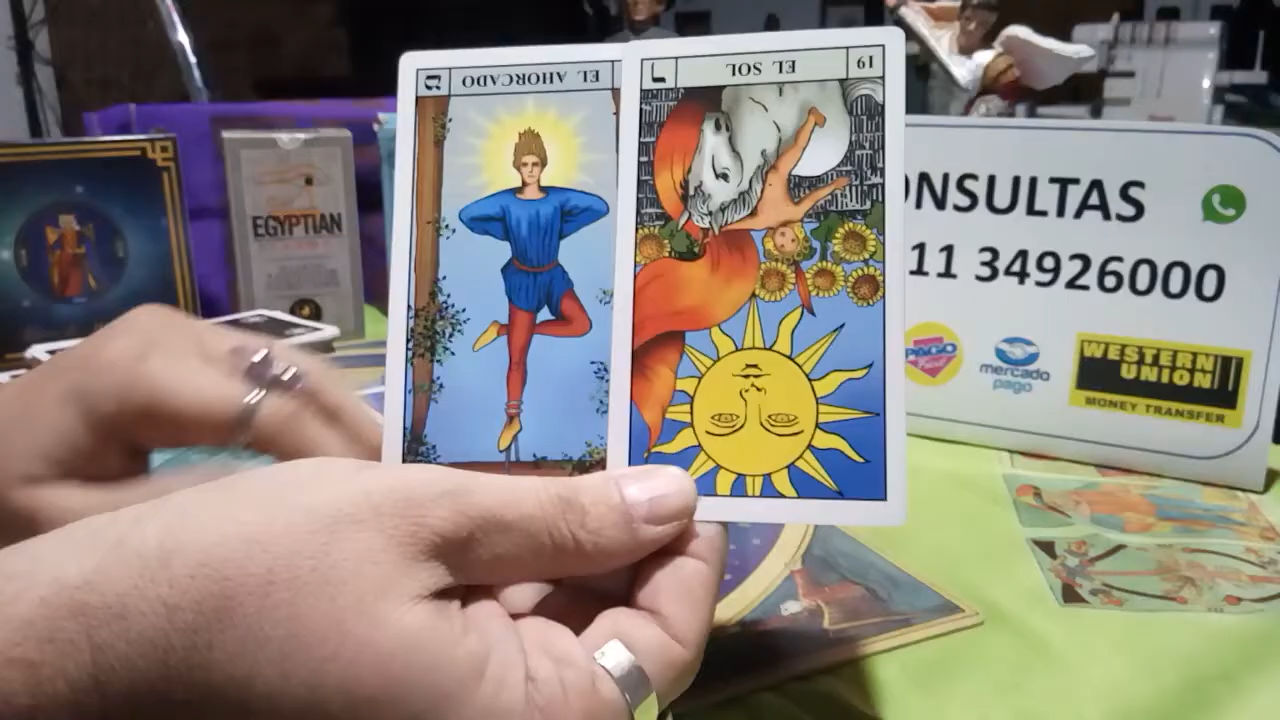 EL AHORCADO
EL SOL
19
EGYPTIAN
ONSULTAS
11 34926000
PAGO
mercado
pago
WESTERN
UNION
MONEY TRANSFER